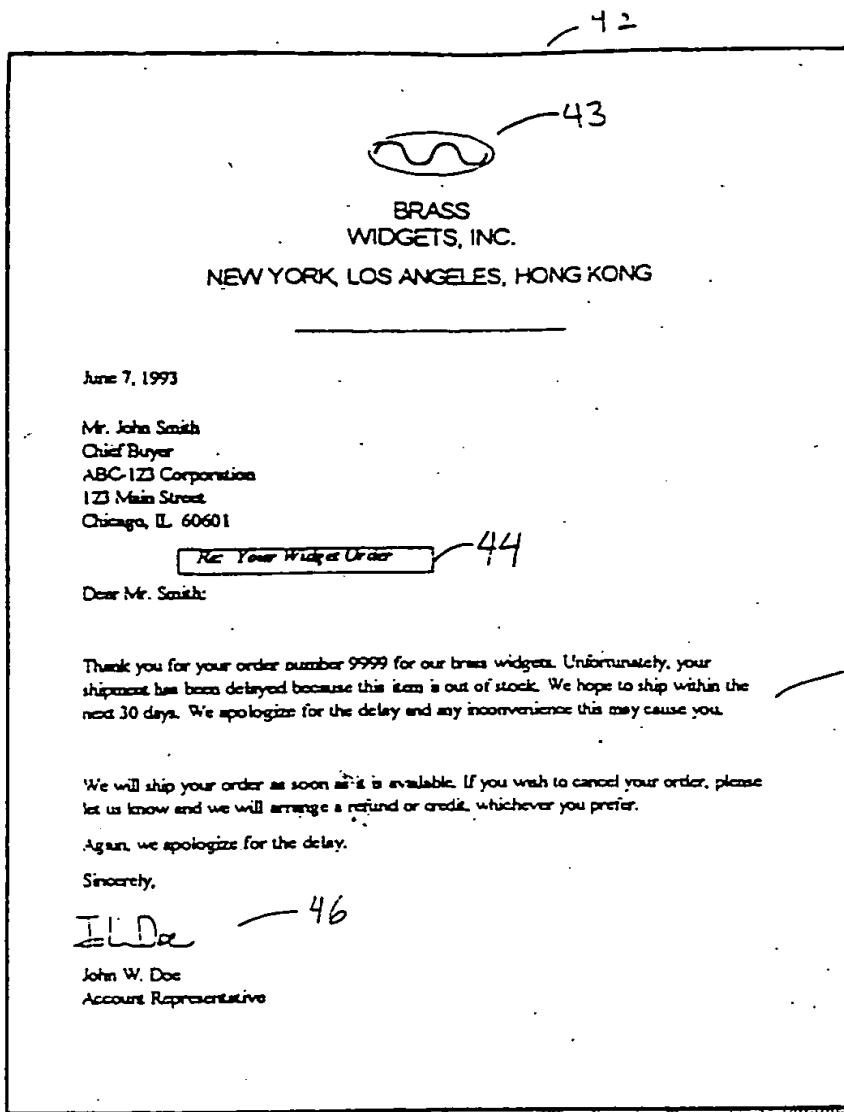 42
43
BRASS
WIDGETS, INC.
NEW YORK, LOS ANGELES, HONG KONG
June 7, 1993
Mr. John Smith
Chief Buyer
ABC-123 Corporation
123 Main Street
Chicago, IL 60601
Re: Your Widget Order
44
Dear Mr. Smith:
Thank you for your order number 9999 for our brass widgets. Unfortunately, your
shipment has been delayed because this item is out of stock. We hope to ship within the
next 30 days. We apologize for the delay and any inconvenience this may cause you.
We will ship your order as soon as it is available. If you wish to cancel your order, please
let us know and we will arrange a refund or credit, whichever you prefer.
Again, we apologize for the delay.
Sincerely,
46
Doe
John W. Doe
Account Representative